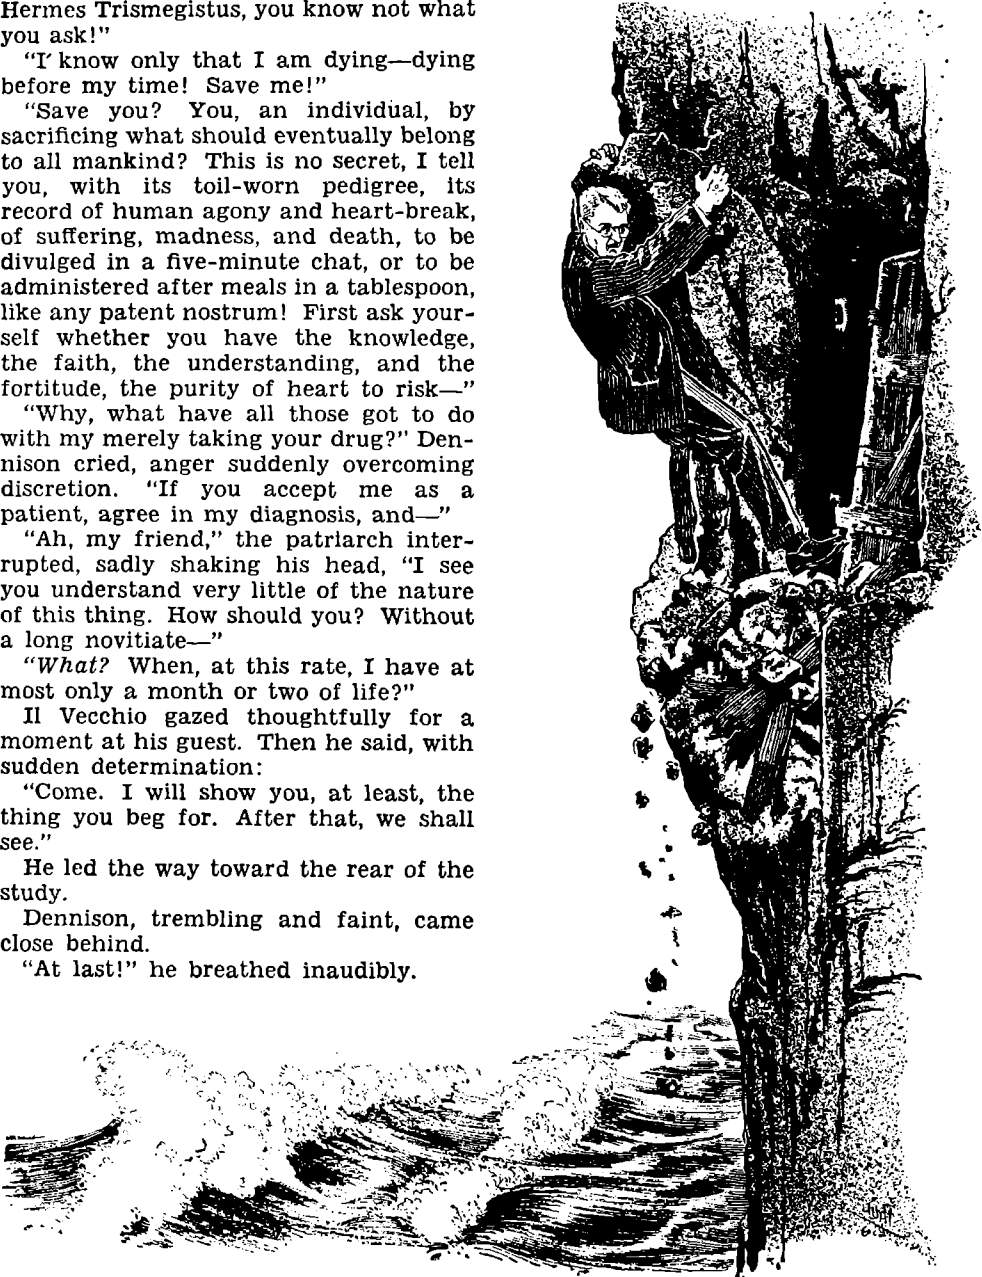 Hermes Trismegistus, you know not what
you ask!”
“I know only that I am dying—dying
before my time! Save me!”
“Save you? You, an individual, by
sacrificing what should eventually belong
to all mankind? This is no secret, I tell
you, with its toil-worn pedigree, its
record of human agony and heart-break,
of suffering, madness, and death, to be
divulged in a five-minute chat, or to be
administered after meals in a tablespoon,
like any patent nostrum! First ask your-
self whether you have the knowledge,
the faith, the understanding, and the
fortitude, the purity of heart to risk—”
“Why, what have all those got to do
with my merely taking your drug?” Den-
nison cried, anger suddenly overcoming
discretion. “If you accept me as a
patient, agree in my diagnosis, and—”
“Ah, my friend,” the patriarch inter-
rupted, sadly shaking his head, “I see
you understand very little of the nature
of this thing. How should you? Without
a long novitiate—”
“What? When, at this rate, I have at
most only a month or two of life?”
Il Vecchio gazed thoughtfully for a
moment at his guest. Then he said, with
sudden determination:
“Come. I will show you, at least, the
thing you beg for. After that, we shall
see.”
He led the way toward the rear of the
study.
Dennison, trembling and faint, came
close behind.
“At last!” he breathed inaudibly.